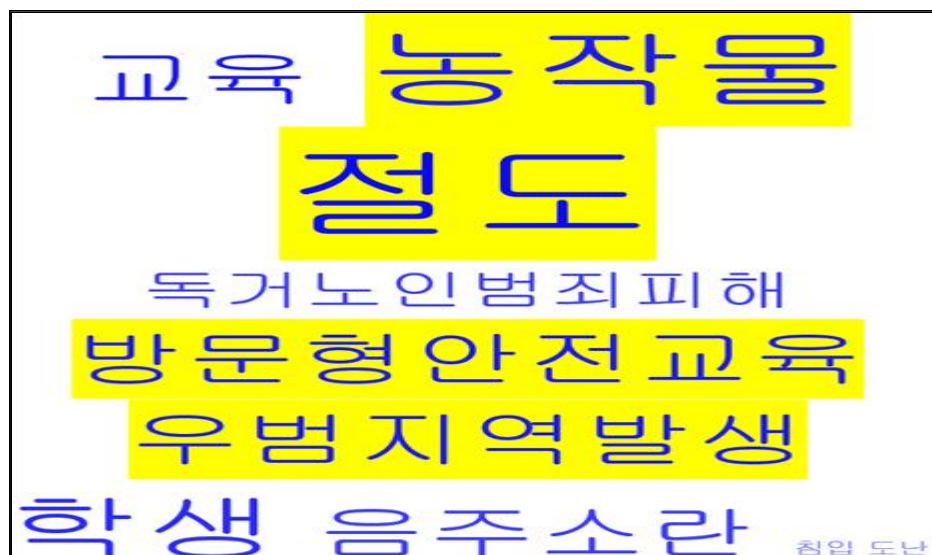 교육 농작물
절도
독거노인범죄피해
방문형안전교육
우범지역발생
학생 음주소란 침입 도난